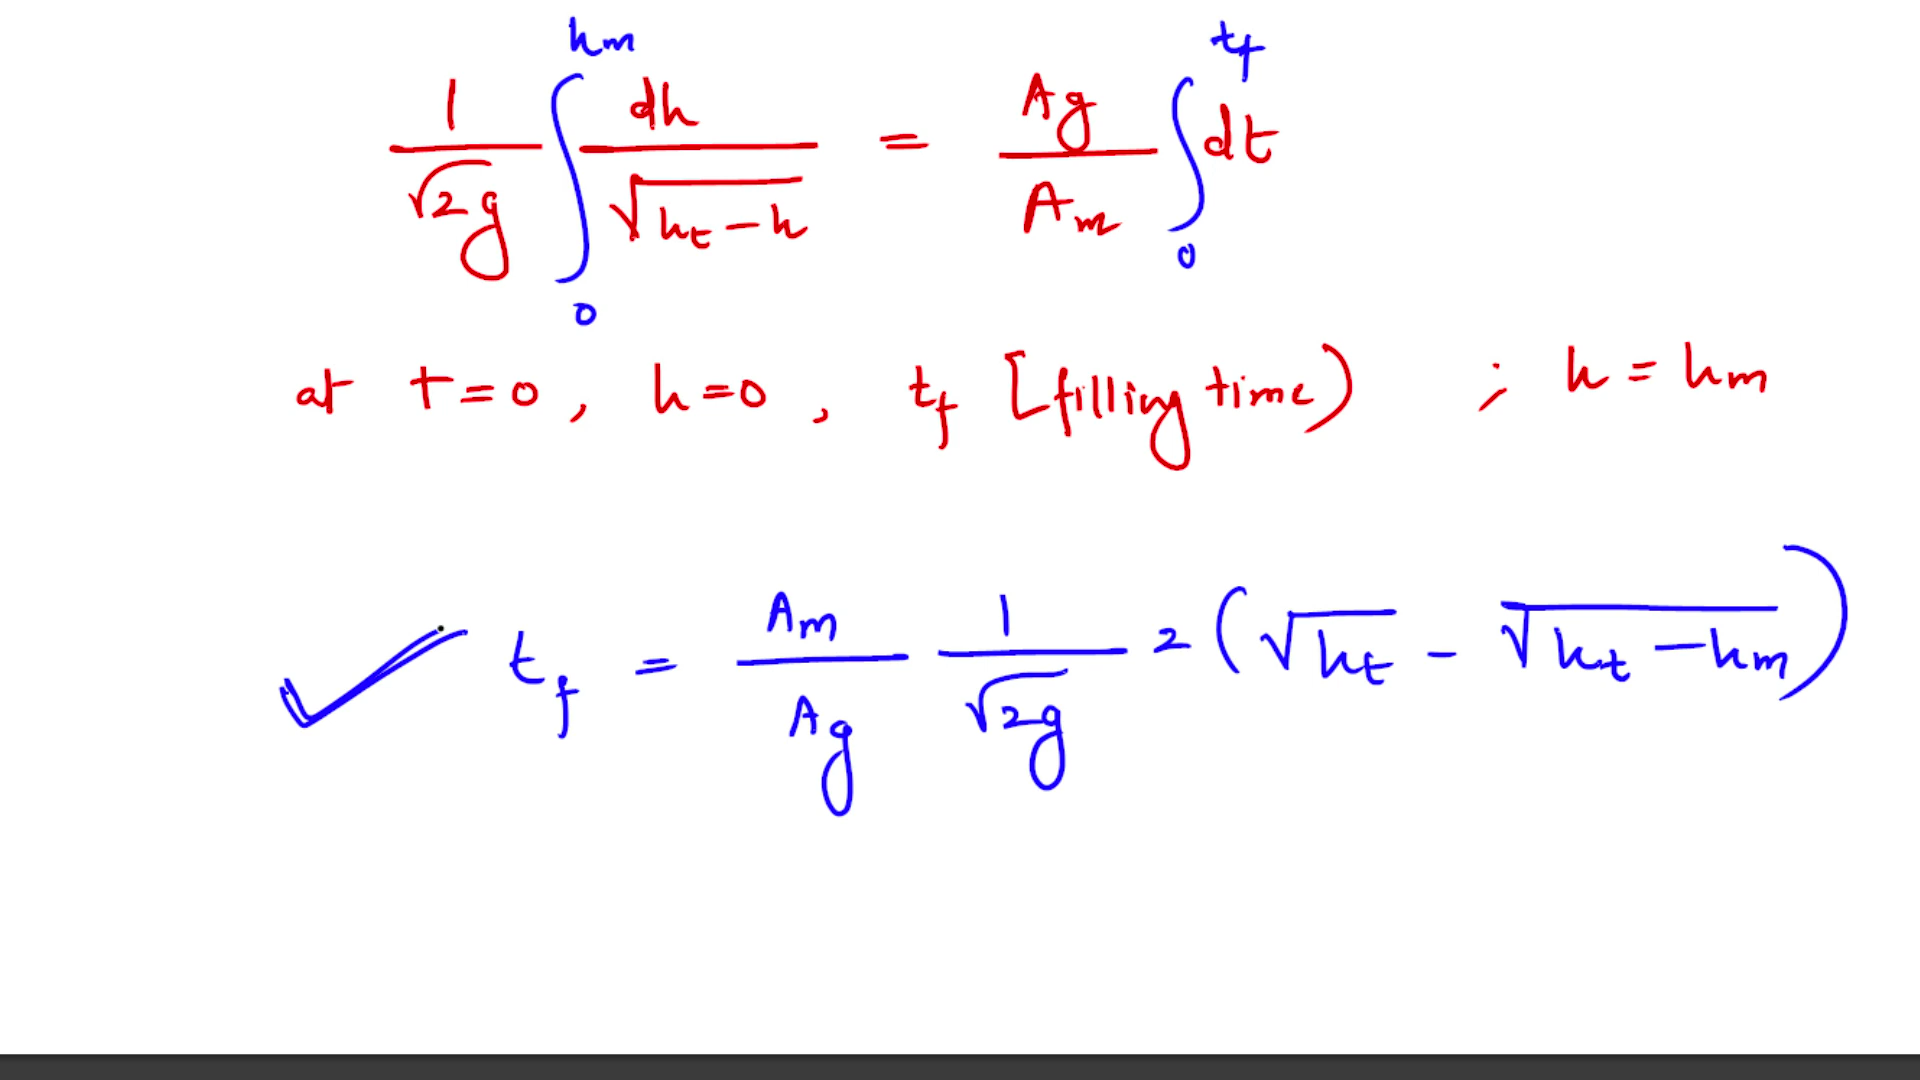 1/√2g ∫₀^hm dh/√(ht − h) = Ag/Am ∫₀^tf dt
at t = 0, h = 0, tf [filling time) ; h = hm
tf = Am/Ag 1/√2g 2(√ht − √(ht − hm))